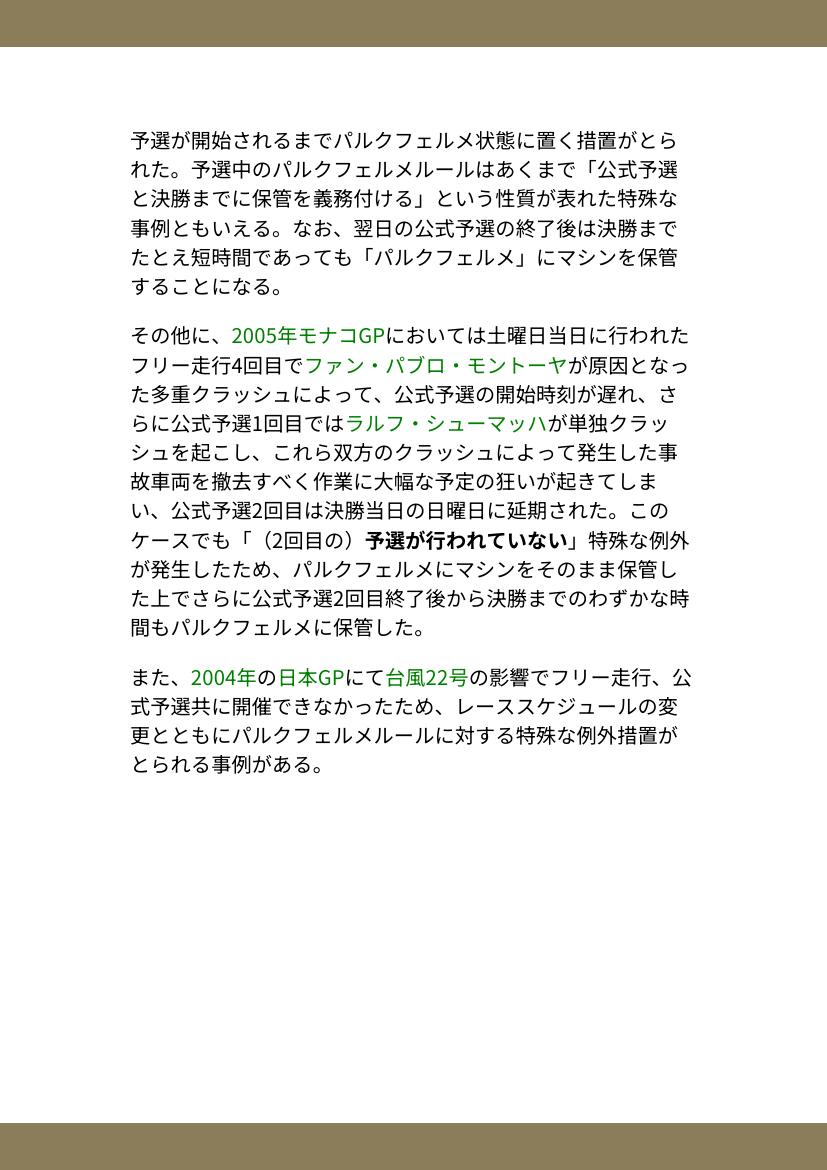 予選が開始されるまでパルクフェルメ状態に置く措置がとら
れた。予選中のパルクフェルメルールはあくまで「公式予選
と決勝までに保管を義務付ける」という性質が表れた特殊な
事例ともいえる。なお、翌日の公式予選の終了後は決勝まで
たとえ短時間であっても「パルクフェルメ」にマシンを保管
することになる。
その他に、2005年モナコGPにおいては土曜日当日に行われた
フリー走行4回目でファン・パブロ・モントーヤが原因となっ
た多重クラッシュによって、公式予選の開始時刻が遅れ、さ
らに公式予選1回目ではラルフ・シューマッハが単独クラッ
シュを起こし、これら双方のクラッシュによって発生した事
故車両を撤去すべく作業に大幅な予定の狂いが起きてしま
い、公式予選2回目は決勝当日の日曜日に延期された。この
ケースでも「（2回目の）予選が行われていない」特殊な例外
が発生したため、パルクフェルメにマシンをそのまま保管し
た上でさらに公式予選2回目終了後から決勝までのわずかな時
間もパルクフェルメに保管した。
また、2004年の日本GPにて台風22号の影響でフリー走行、公
式予選共に開催できなかったため、レーススケジュールの変
更とともにパルクフェルメルールに対する特殊な例外措置が
とられる事例がある。